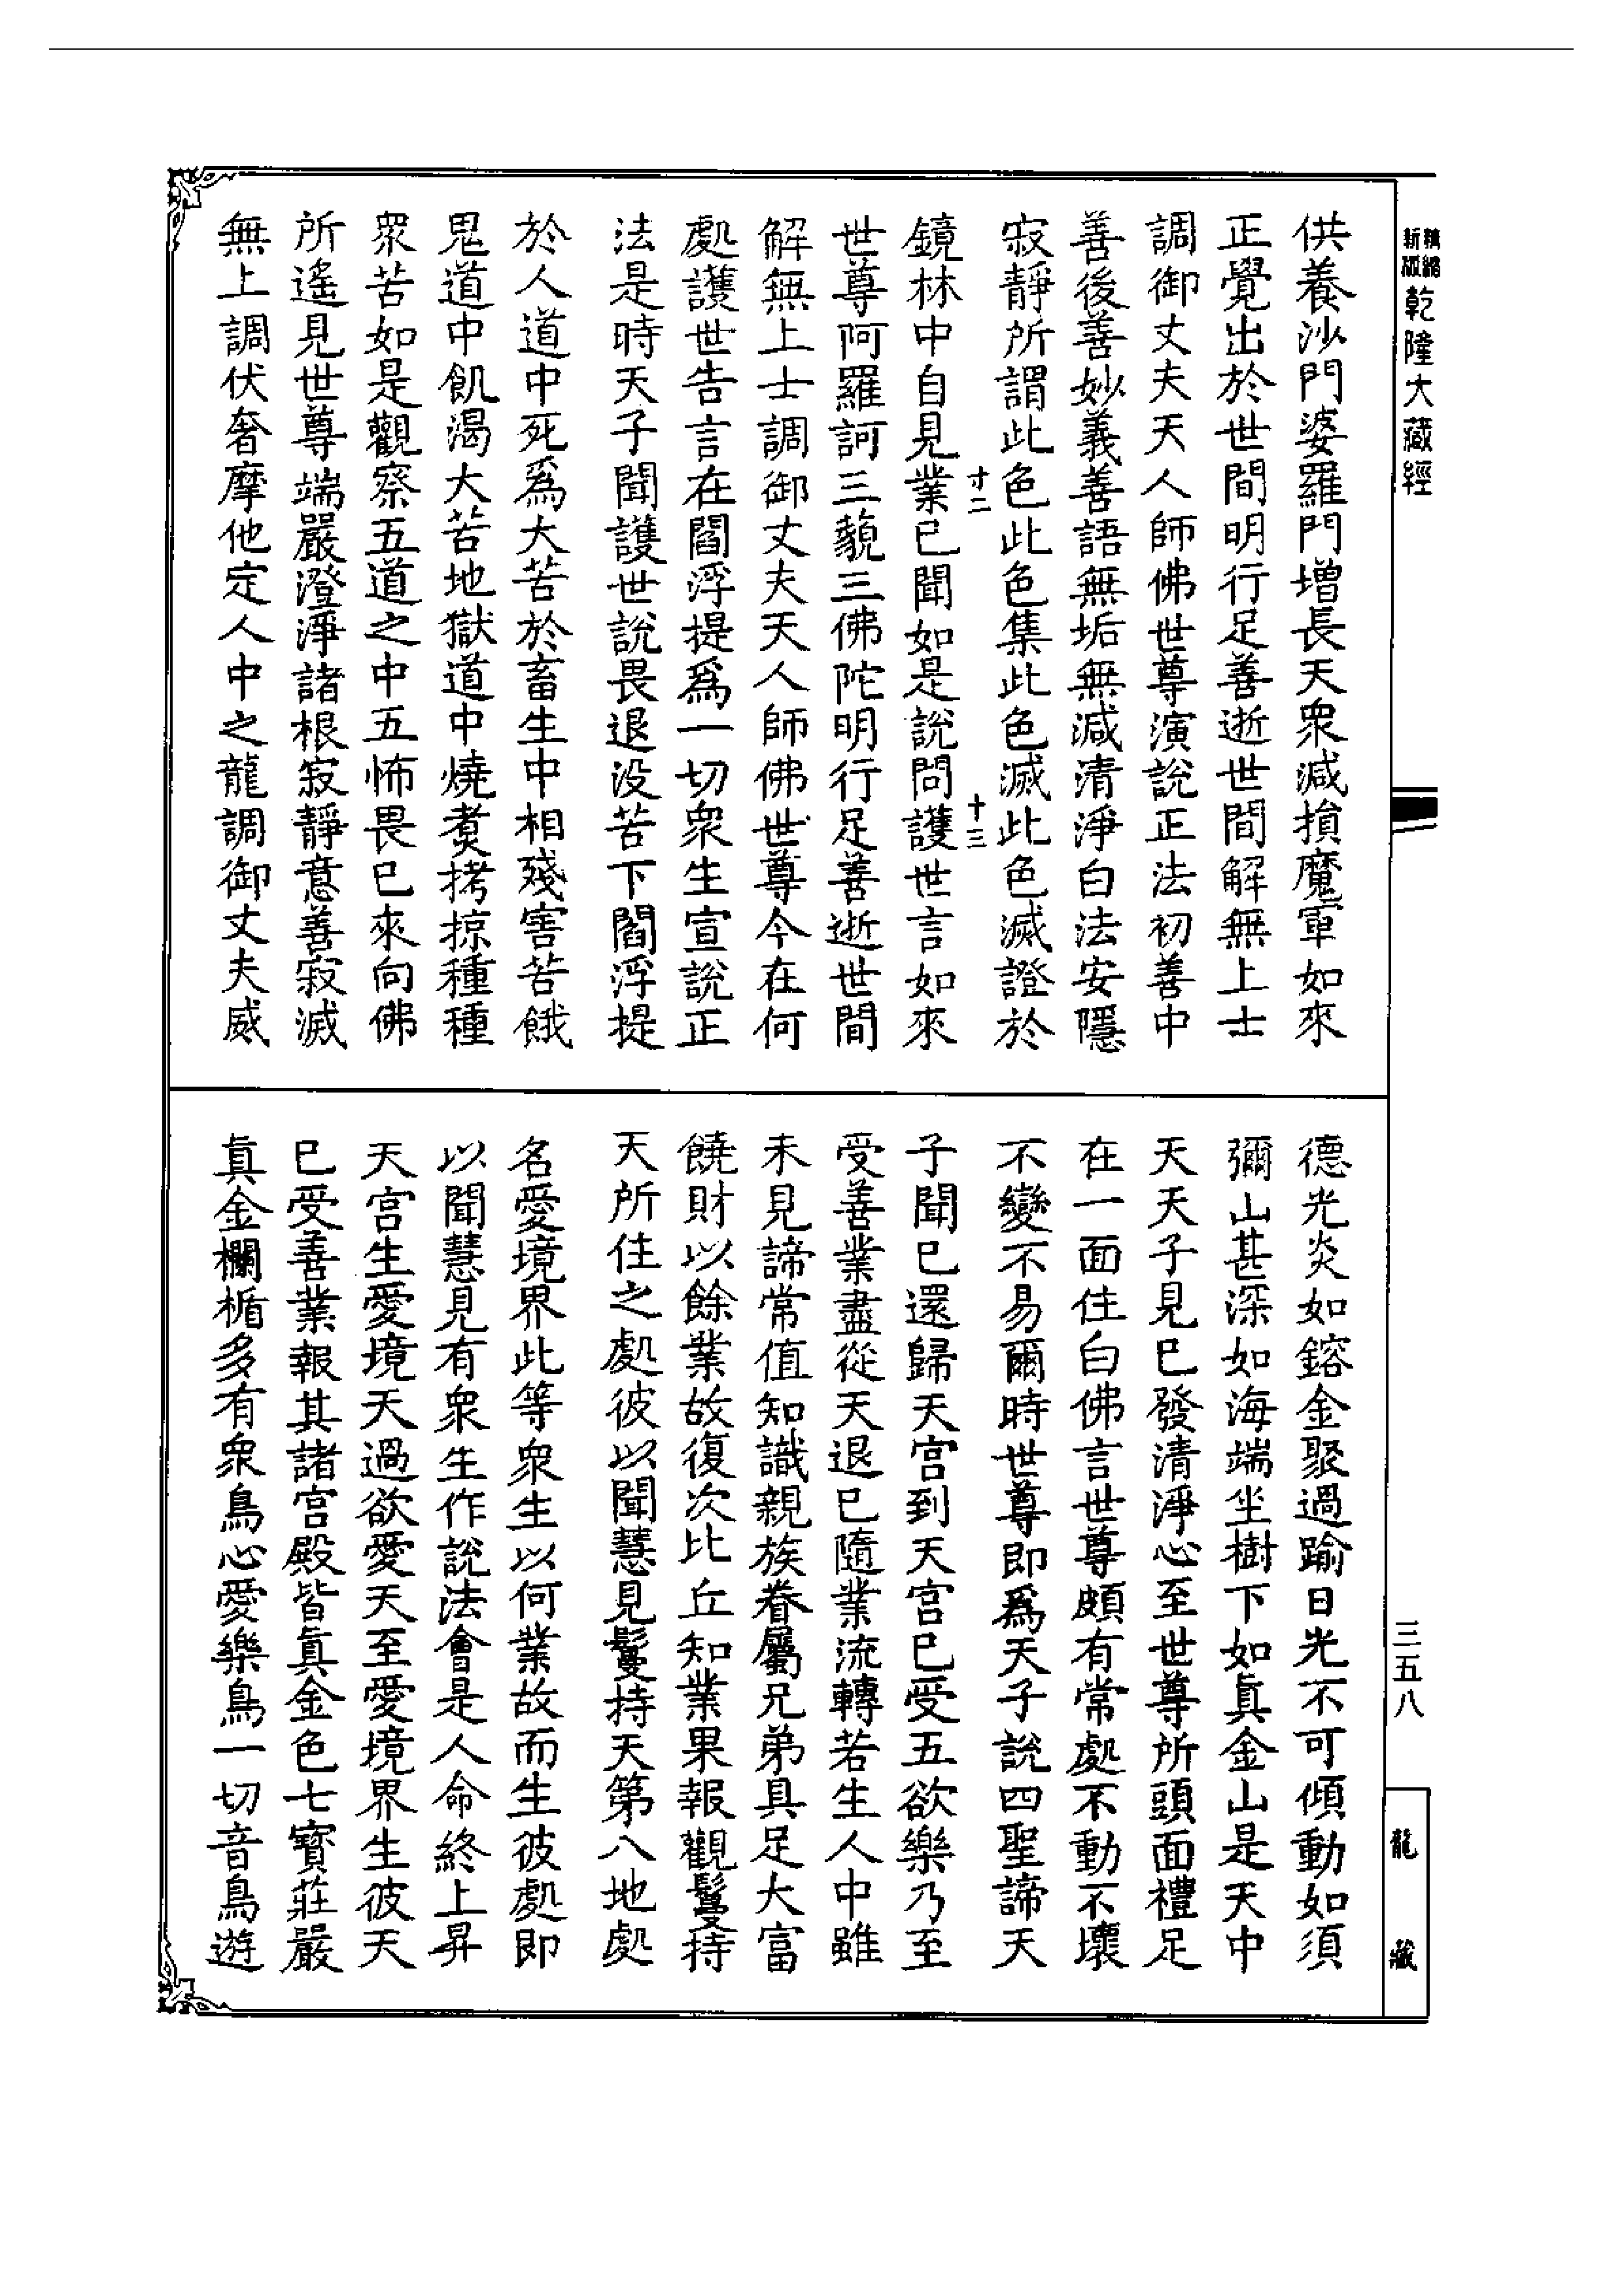 新版精縮乾隆大藏經
供養沙門婆羅門增長天衆減損魔軍如來
正覺出於世間明行足善逝世間解無上士
調御丈夫天人師佛世尊演說正法初善中
善後善善妙義善語無垢無減清淨白法安隱
寂靜所謂此色此色集此色滅此色滅證於
鏡林中自見業已聞如是說問護世言如來
寸二
十三
世尊阿羅訶三藐三佛陀明行足善逝世間
解無上士調御丈夫天人師佛世尊今在何
處護世告言在閻浮提爲一切衆生宣說正
法是時天子聞護世說畏退没苦下閻浮提
於人道中死爲大苦於畜生中相殘害苦餓
鬼道中飢渴大苦地獄道中燒煑拷掠種種
衆苦如是觀察五道之中五怖畏已來向佛
所遙見世尊端嚴澄淨諸根寂靜意善寂滅
無上調伏奢摩他定人中之龍調御丈夫威
德光炎如鎔金聚過踰日光不可傾動如須
彌山甚深如海端坐樹下如真金山是天中
天天子見已發清淨心至世尊所頭面禮足
在一面住白佛言世尊頗有常處不動不壞
不變不易爾時世尊即爲天子說四聖諦天
子聞已還歸天宮到天宮已受五欲樂乃至
受善業盡從天退已隨業流轉若生人中雖
未見諦常值知識親族眷屬兄弟具足大富
饒財以餘業故復次比丘知業果報觀鬘持
天所住之處彼以聞慧見鬘持天第八地處
名愛境界此等衆生以何業故而生彼處即
以聞慧見有衆生作說法會是人命終上昇
天宮生愛境天過欲愛天至愛境界生彼天
已受善業報其諸宮殿皆真金色七寶莊嚴
真金欄楯多有衆鳥心愛樂鳥一切音鳥遊
三五八
龍藏